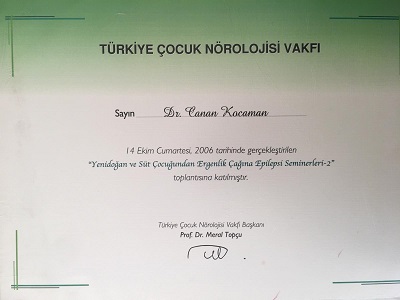 TÜRKİYE ÇOCUK NÖROLOJİSİ VAKFI
Sayın Dr. Canan Kocaman
14 Ekim Cumartesi, 2006 tarihinde gerçekleştirilen
"Yenidoğan ve Süt Çocuğundan Ergenlik Çağına Epilepsi Seminerleri-2"
toplantısına katılmıştır.
Türkiye Çocuk Nörolojisi Vakfı Başkanı
Prof. Dr. Meral Topçu